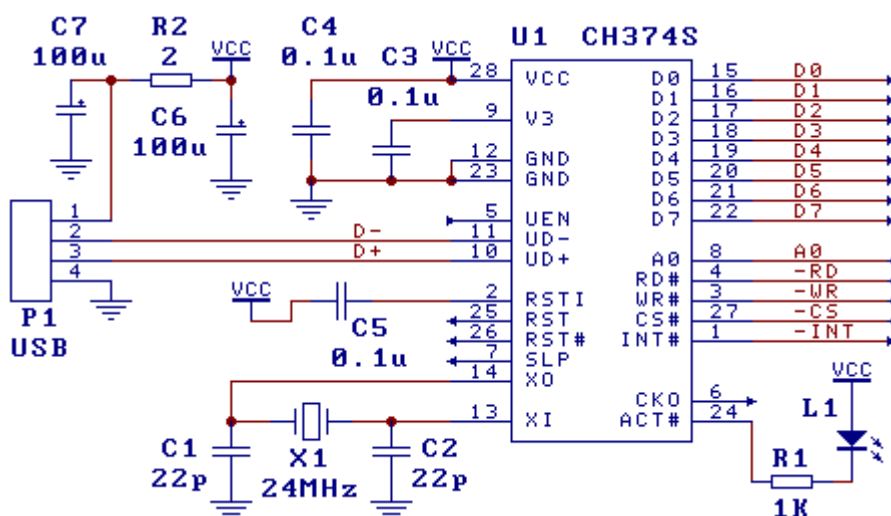 C7
100u
R2
2
VCC
C4
0.1u
C3
0.1u
VCC
C6
100u
U1 CH374S
28 VCC
9 V3
12 GND
23 GND
5 UEN
11 UD-
10 UD+
2 RSTI
25 RST
26 RST#
7 SLP
14 XO
13 XI
D0 15 D0
D1 16 D1
D2 17 D2
D3 18 D3
D4 19 D4
D5 20 D5
D6 21 D6
D7 22 D7
A0 8 A0
RD# 4 -RD
WR# 3 -WR
CS# 27 -CS
INT# 1 -INT
CKO 6
ACT# 24
1
2
3
4
D-
D+
P1
USB
VCC
C5
0.1u
C1
22p
X1
24MHz
C2
22p
VCC
L1
R1
1K